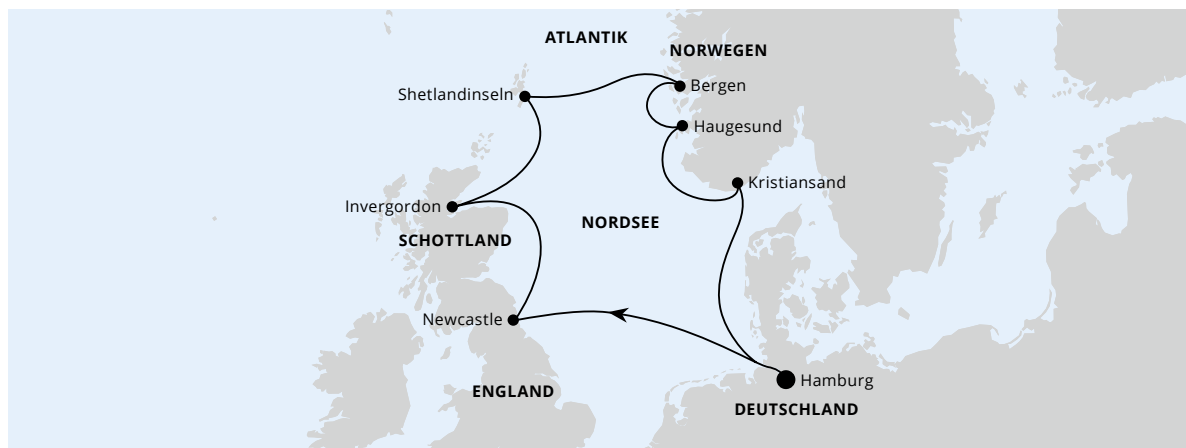 ATLANTIK
NORWEGEN
Bergen
Shetlandinseln
Haugesund
Kristiansand
Invergordon
NORDSEE
SCHOTTLAND
Newcastle
Hamburg
ENGLAND
DEUTSCHLAND